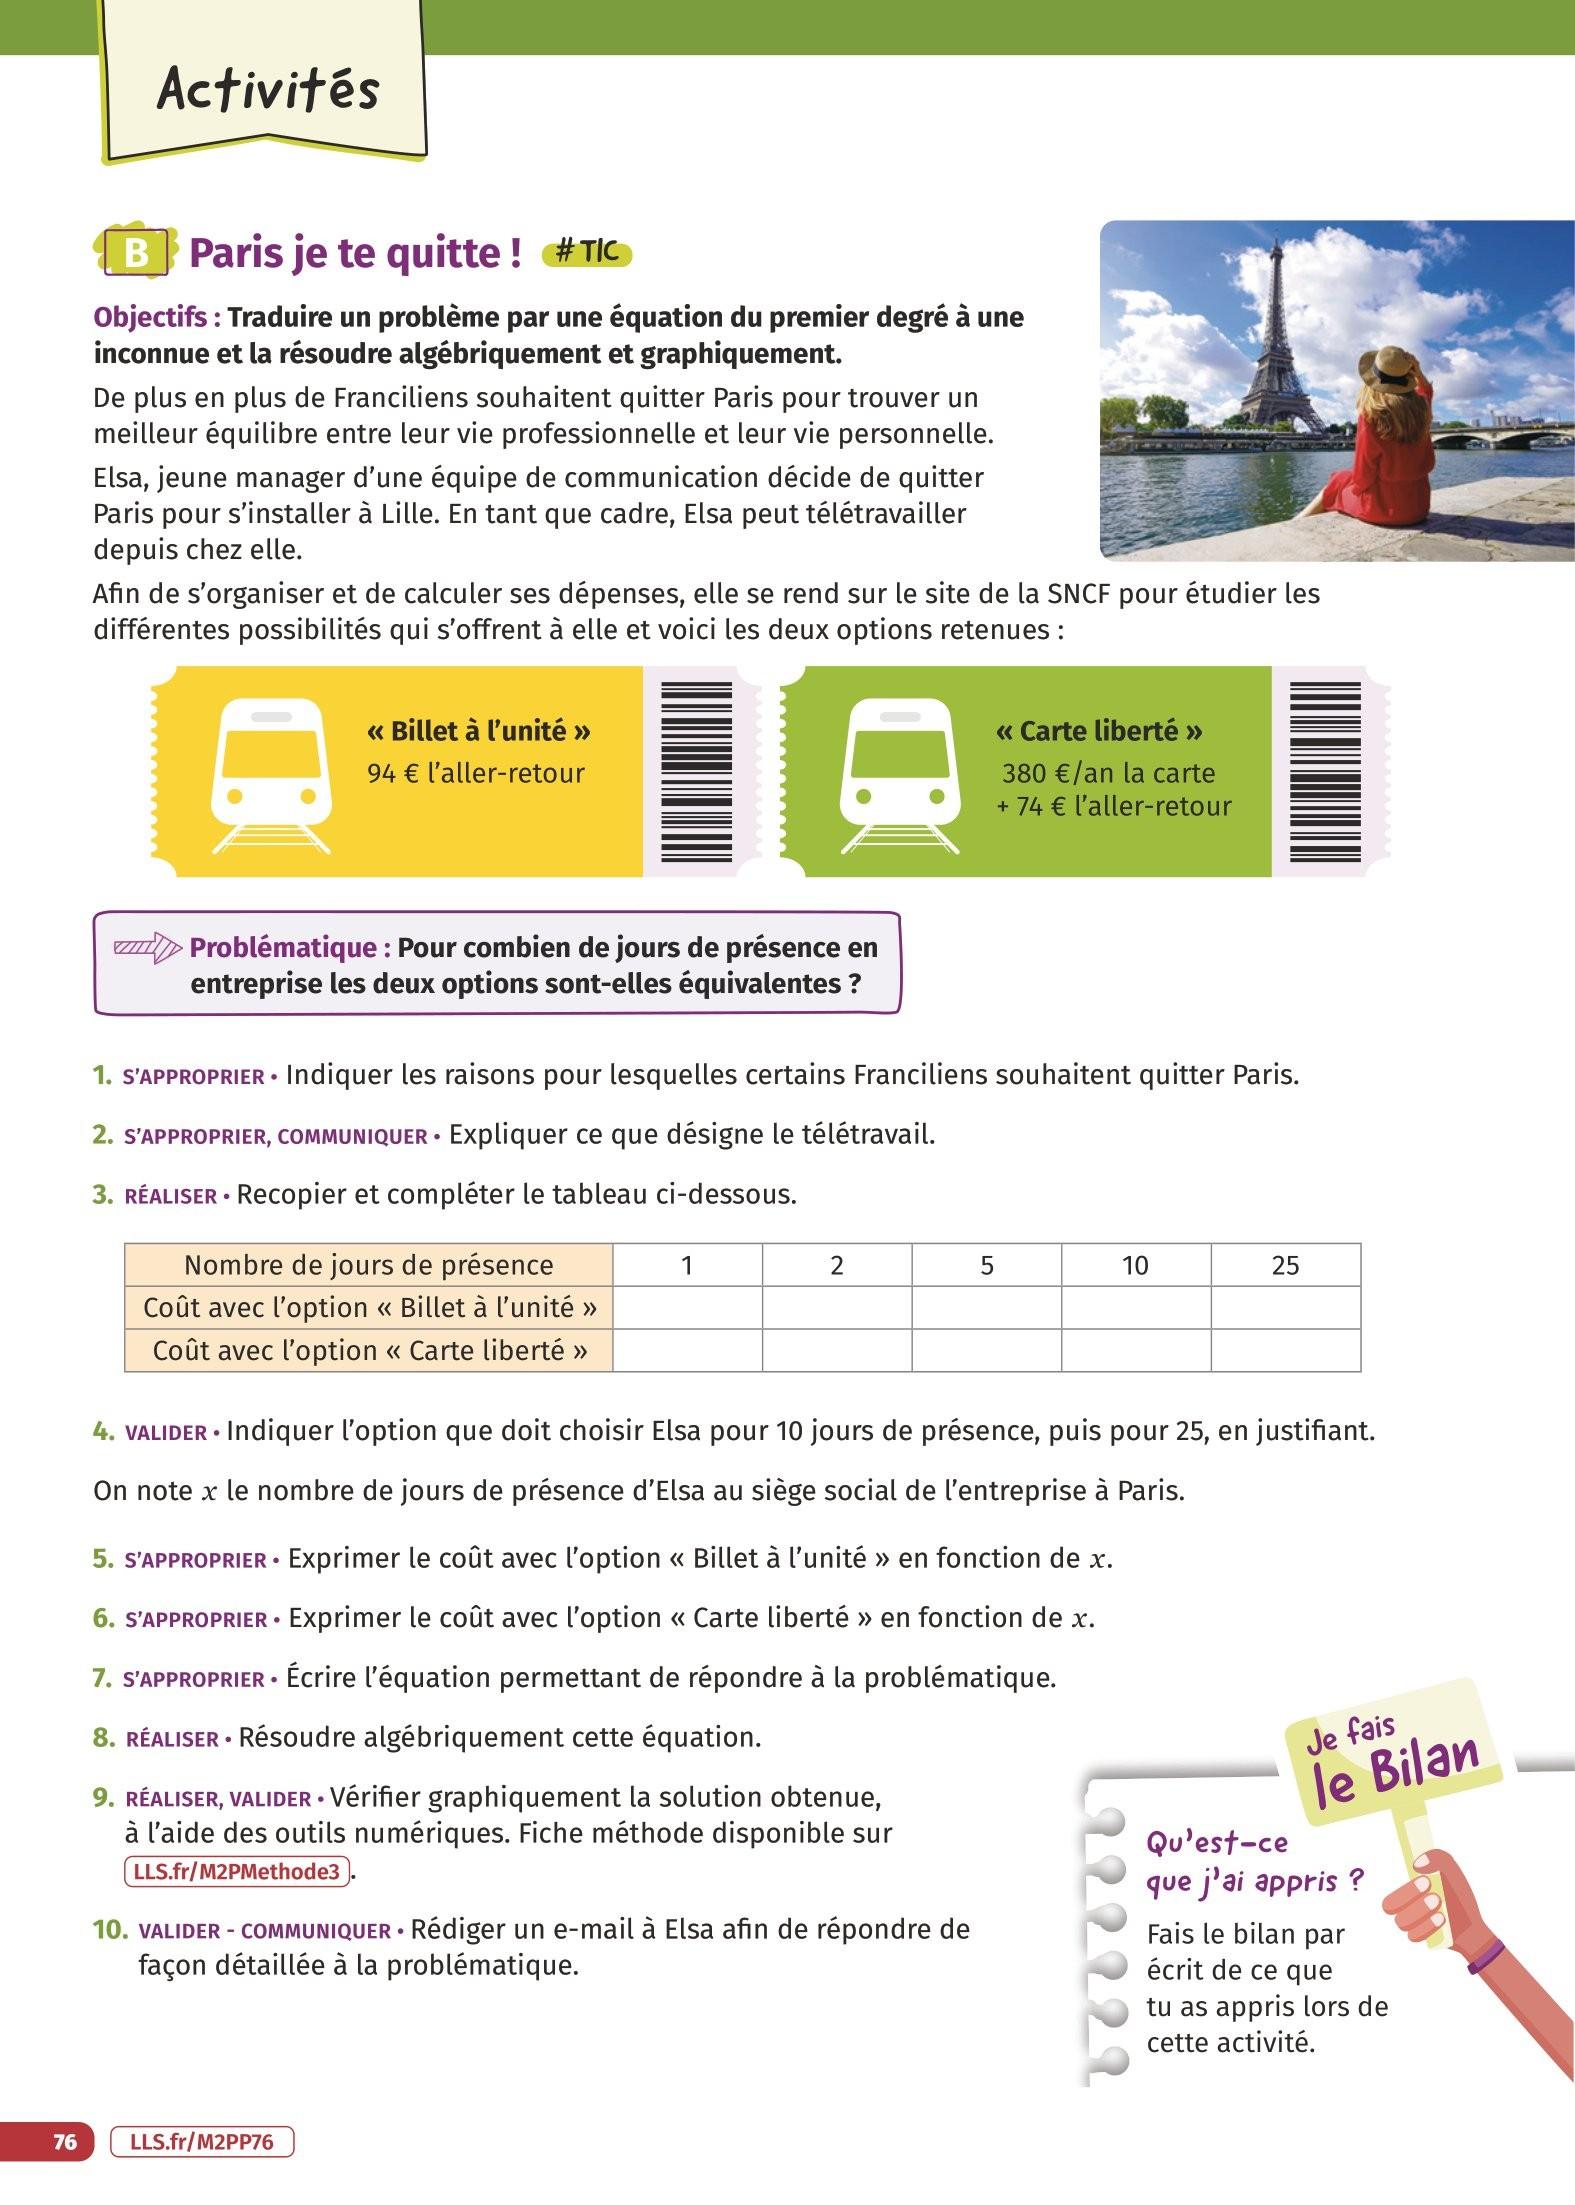 Activités
B Paris je te quitte ! # TIC
Objectifs : Traduire un problème par une équation du premier degré à une
inconnue et la résoudre algébriquement et graphiquement.
De plus en plus de Franciliens souhaitent quitter Paris pour trouver un
meilleur équilibre entre leur vie professionnelle et leur vie personnelle.
Elsa, jeune manager d’une équipe de communication décide de quitter
Paris pour s’installer à Lille. En tant que cadre, Elsa peut télétravailler
depuis chez elle.
Afin de s’organiser et de calculer ses dépenses, elle se rend sur le site de la SNCF pour étudier les
différentes possibilités qui s’offrent à elle et voici les deux options retenues :
« Billet à l’unité »
94 € l’aller-retour
« Carte liberté »
380 €/an la carte
+ 74 € l’aller-retour
Problématique : Pour combien de jours de présence en
entreprise les deux options sont-elles équivalentes ?
1. S’APPROPRIER • Indiquer les raisons pour lesquelles certains Franciliens souhaitent quitter Paris.
2. S’APPROPRIER, COMMUNIQUER • Expliquer ce que désigne le télétravail.
3. RÉALISER • Recopier et compléter le tableau ci-dessous.
Nombre de jours de présence 1 2 5 10 25
Coût avec l’option « Billet à l’unité »
Coût avec l’option « Carte liberté »
4. VALIDER • Indiquer l’option que doit choisir Elsa pour 10 jours de présence, puis pour 25, en justifiant.
On note x le nombre de jours de présence d’Elsa au siège social de l’entreprise à Paris.
5. S’APPROPRIER • Exprimer le coût avec l’option « Billet à l’unité » en fonction de x.
6. S’APPROPRIER • Exprimer le coût avec l’option « Carte liberté » en fonction de x.
7. S’APPROPRIER • Écrire l’équation permettant de répondre à la problématique.
8. RÉALISER • Résoudre algébriquement cette équation.
9. RÉALISER, VALIDER • Vérifier graphiquement la solution obtenue,
à l’aide des outils numériques. Fiche méthode disponible sur
LLS.fr/M2PMethode3.
10. VALIDER - COMMUNIQUER • Rédiger un e-mail à Elsa afin de répondre de
façon détaillée à la problématique.
Je fais
le Bilan
Qu’est-ce
que j’ai appris ?
Fais le bilan par
écrit de ce que
tu as appris lors de
cette activité.
76 LLS.fr/M2PP76